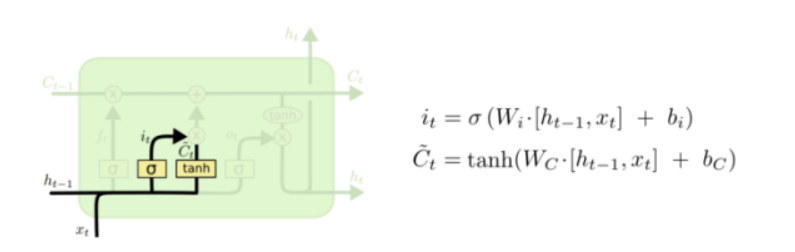 h_t
C_{t-1} C_t
× +
tanh
f_t i_t × o_t ×
C̃_t
σ σ tanh σ
h_{t-1} h_t
x_t
i_t = σ (W_i·[h_{t-1}, x_t] + b_i)
C̃_t = tanh(W_C·[h_{t-1}, x_t] + b_C)